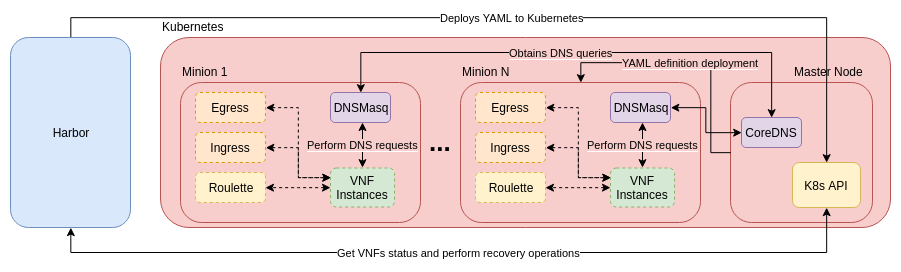 Deploys YAML to Kubernetes
Kubernetes
Harbor
Obtains DNS queries
YAML definition deployment
Minion 1
Egress
Ingress
Roulette
DNSMasq
Perform DNS requests
VNF
Instances
...
Minion N
Egress
Ingress
Roulette
DNSMasq
Perform DNS requests
VNF
Instances
Master Node
CoreDNS
K8s API
Get VNFs status and perform recovery operations